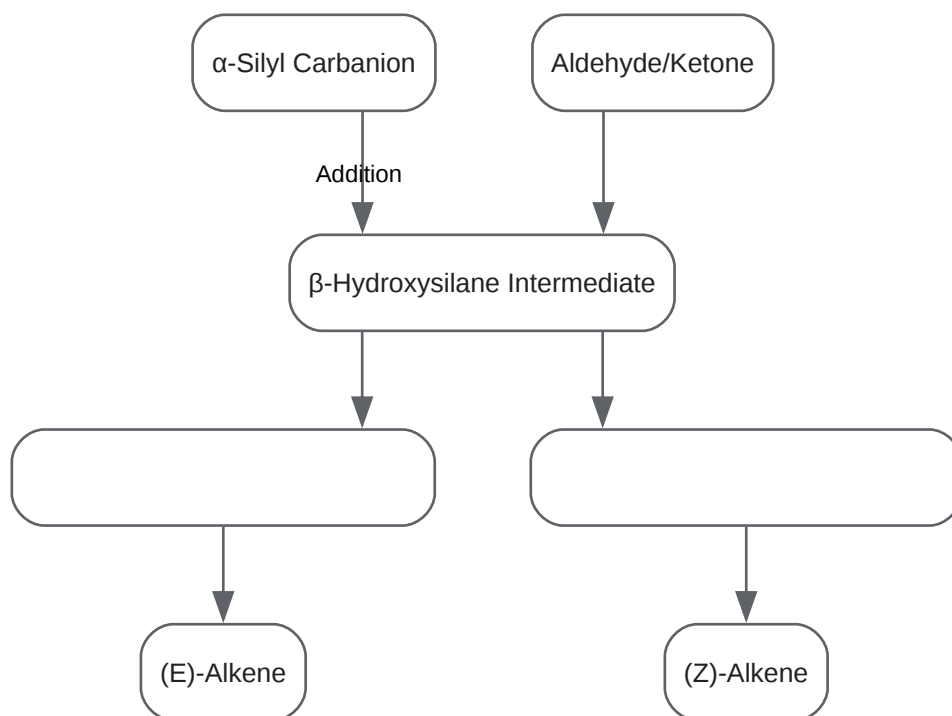 α-Silyl Carbanion
Aldehyde/Ketone
Addition
β-Hydroxysilane Intermediate
(E)-Alkene
(Z)-Alkene